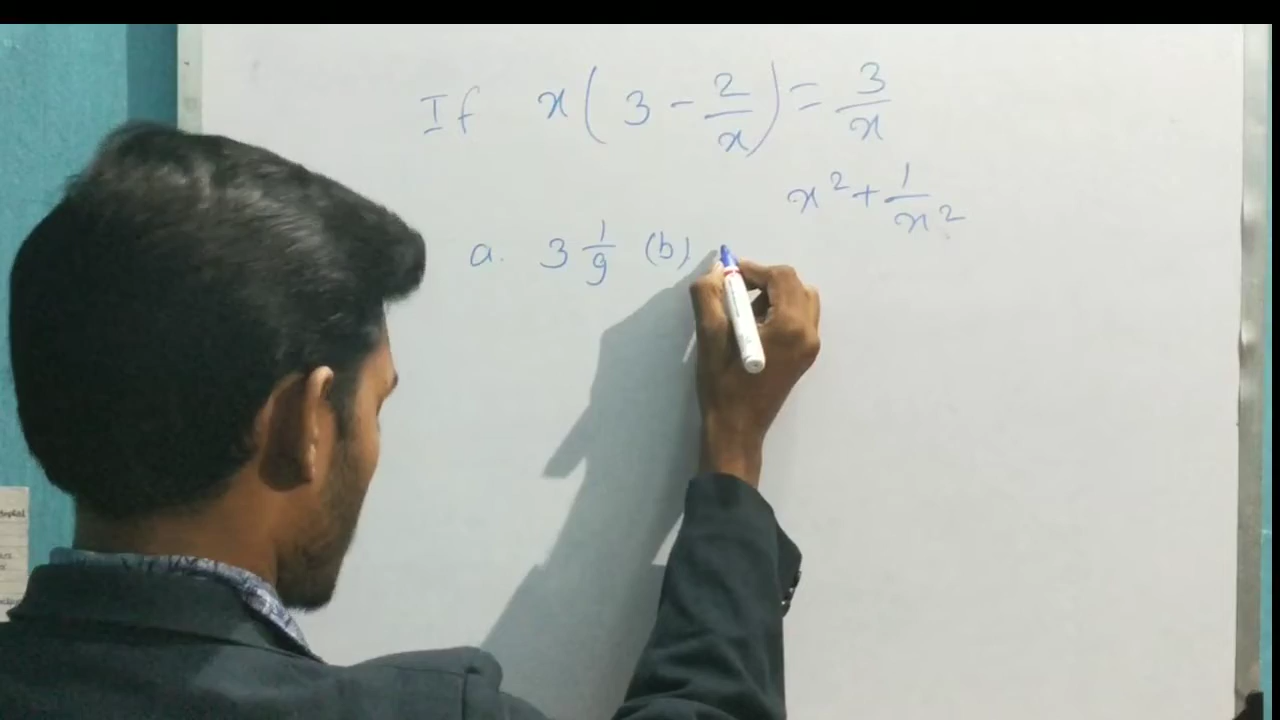 If x(3 - 2/x) = 3/x
x² + 1/x²
a. 3 1/9 (b)